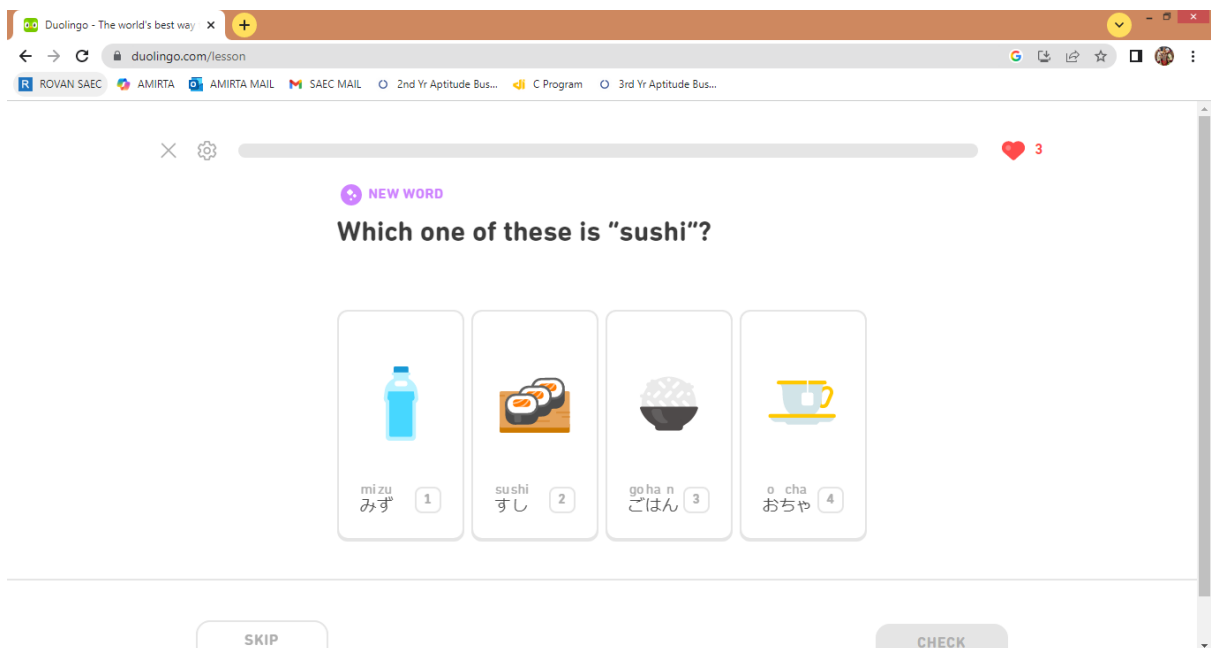 Duolingo - The world's best way
duolingo.com/lesson
ROVAN SAEC AMIRTA AMIRTA MAIL SAEC MAIL 2nd Yr Aptitude Bus... C Program 3rd Yr Aptitude Bus...
3
NEW WORD
Which one of these is "sushi"?
mizu
みず 1
sushi
すし 2
gohan
ごはん 3
o cha
おちゃ 4
SKIP
CHECK